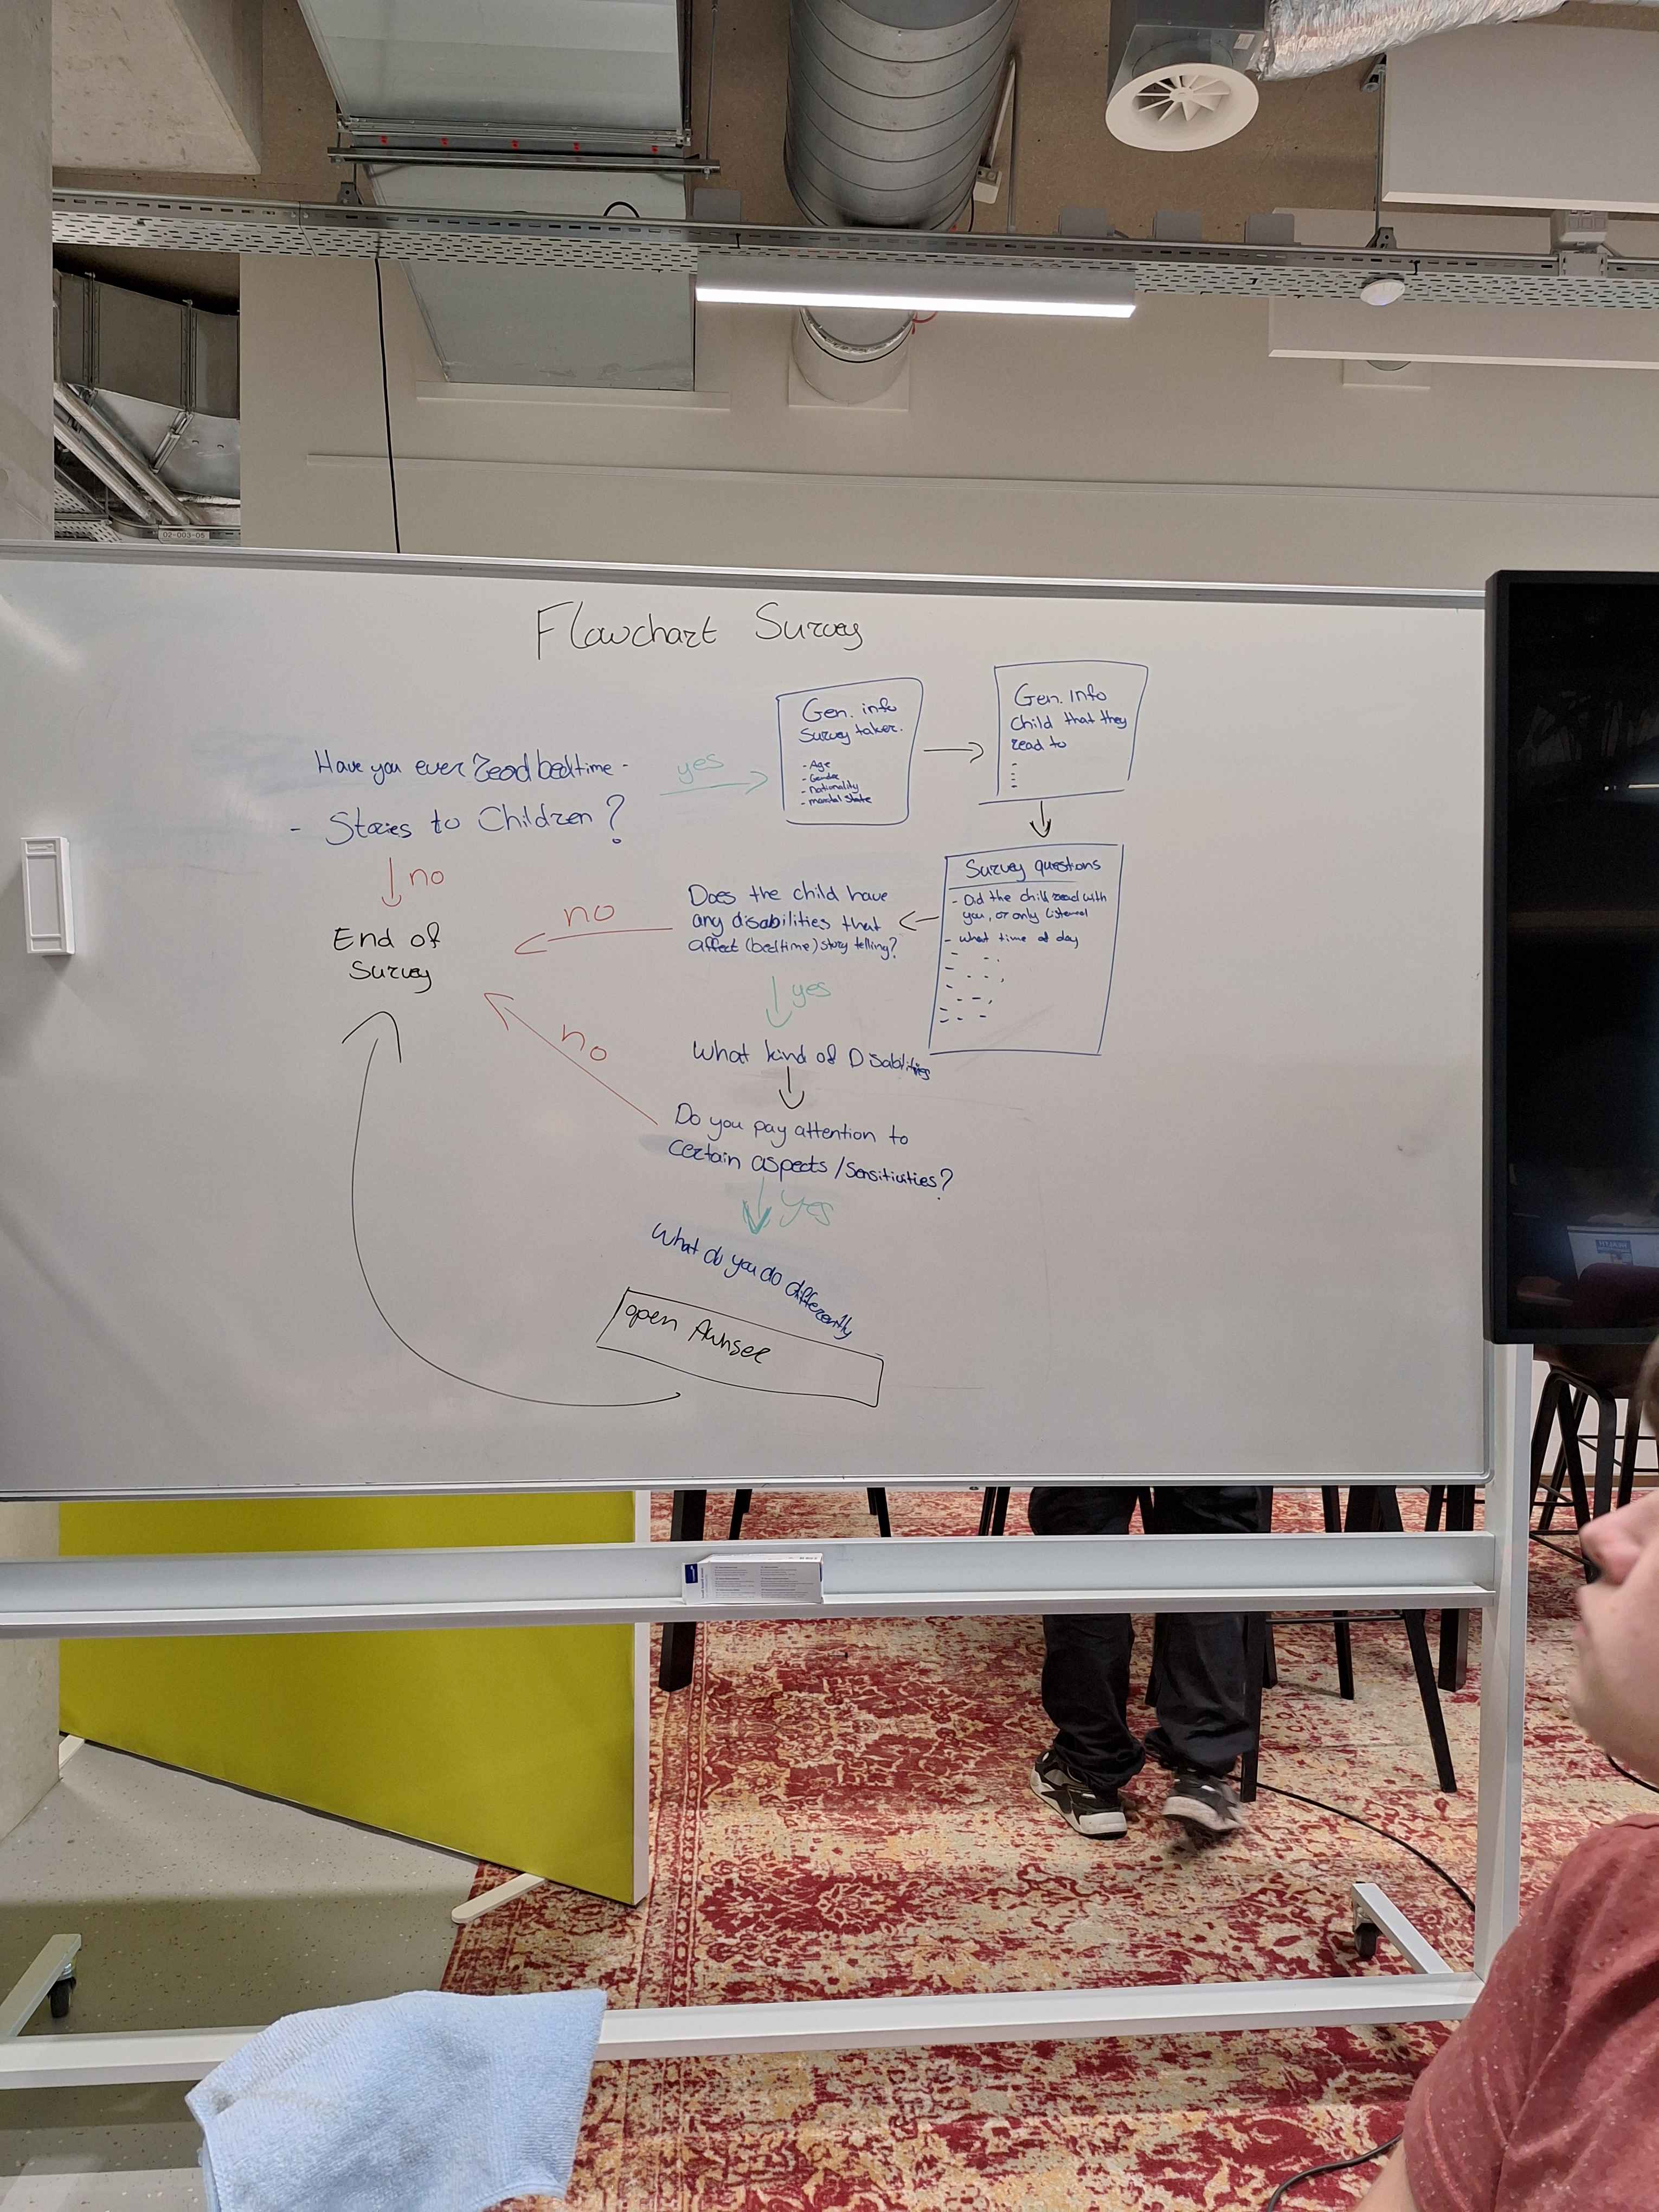 02-003-05
Flowchart Survey
Have you ever read bedtime -
- Stories to Children?
yes
Gen. info
Survey taker.
- Age
- Gender
- nationality
- marital state
Gen. info
Child that they
read to
no
End of
Survey
Survey questions
- Did the child read with
you, or only listened
- what time of day
Does the child have
any disabilities that
affect (bedtime) story telling?
no
yes
What kind of Disabilities
no
Do you pay attention to
certain aspects / Sensitivities?
yes
What do you do differently
open